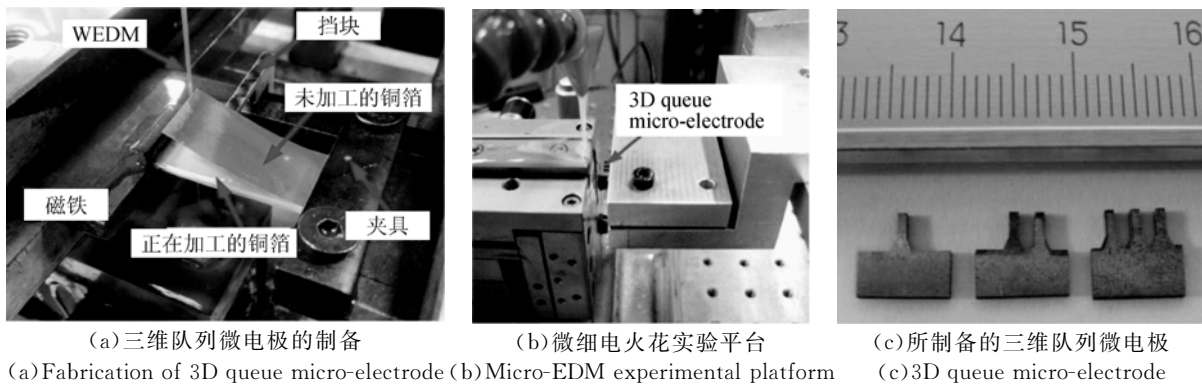 WEDM
挡块
未加工的铜箔
磁铁
正在加工的铜箔
夹具
3D queue
micro-electrode
3 14 15 16
(a)三维队列微电极的制备
(b)微细电火花实验平台
(c)所制备的三维队列微电极
(a)Fabrication of 3D queue micro-electrode
(b)Micro-EDM experimental platform
(c)3D queue micro-electrode